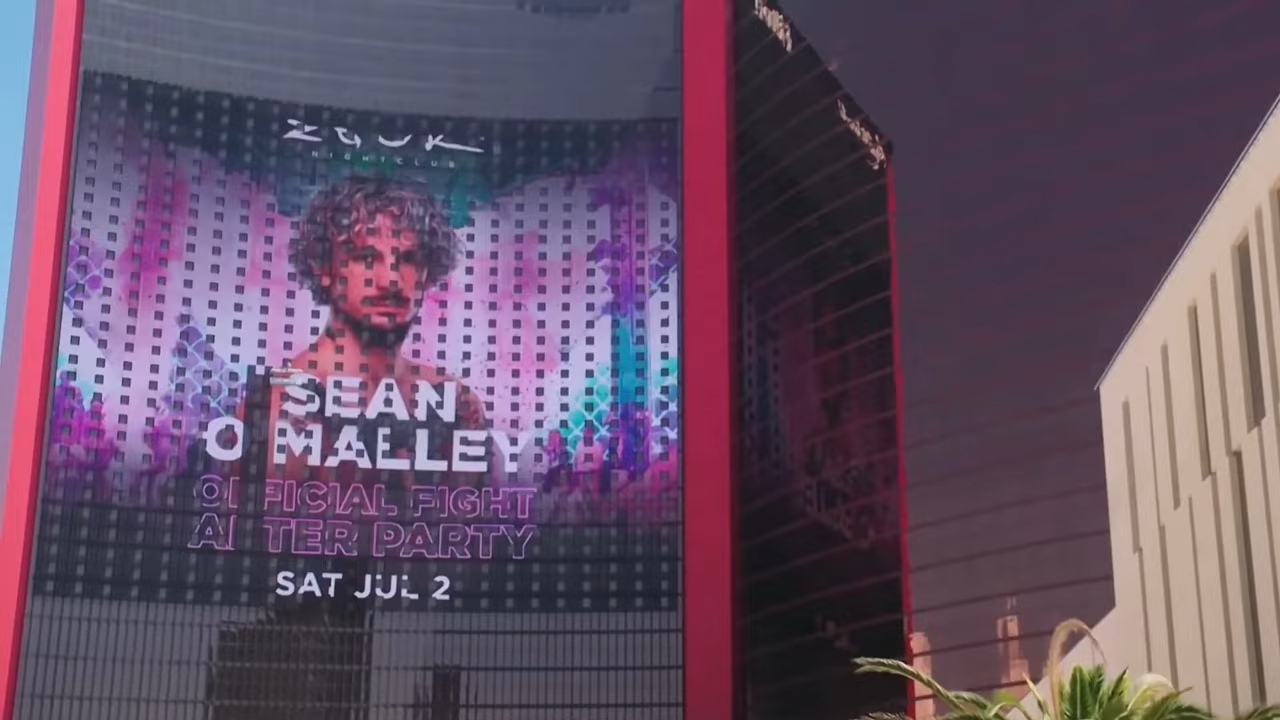 ZOUK
NIGHTCLUB
SEAN
O MALLEY
OFFICIAL FIGHT
AFTER PARTY
SAT JUL 2